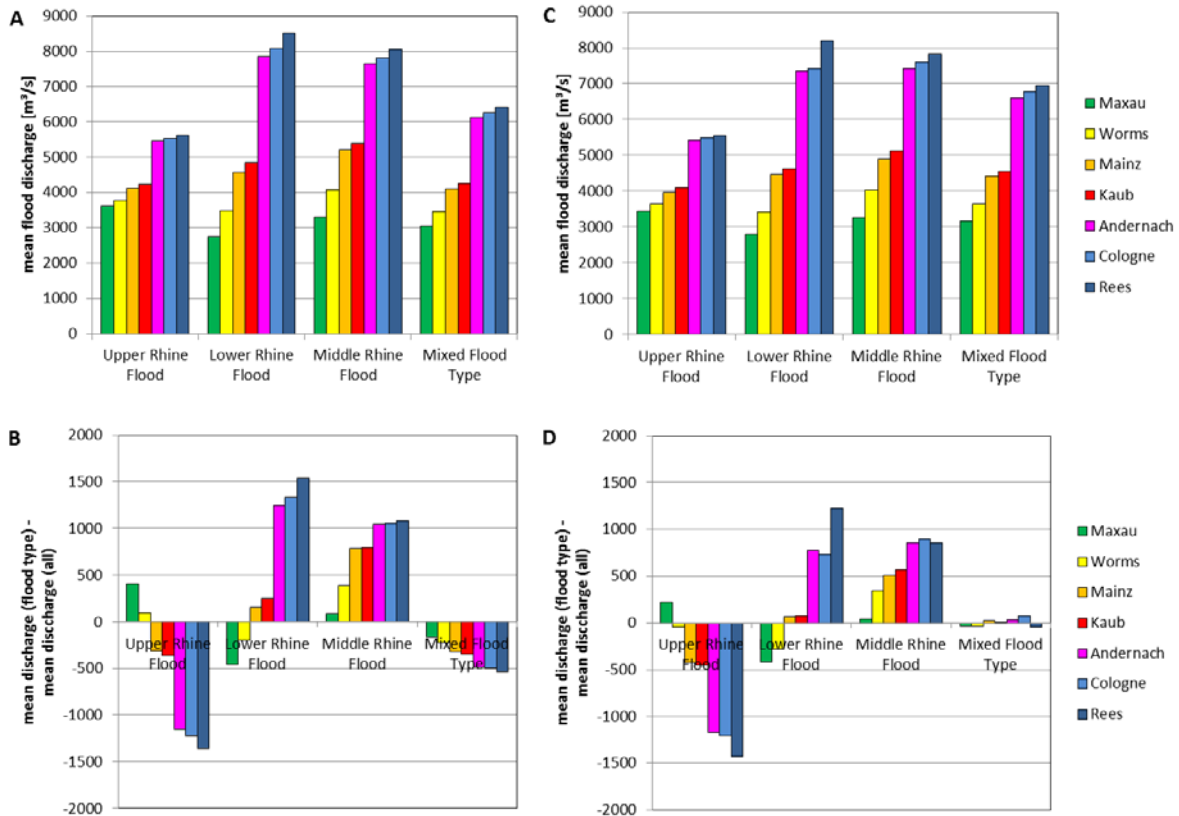 A
mean flood discharge [m³/s]
9000
8000
7000
6000
5000
4000
3000
2000
1000
0
Upper Rhine Flood
Lower Rhine Flood
Middle Rhine Flood
Mixed Flood Type
C
mean flood discharge [m³/s]
9000
8000
7000
6000
5000
4000
3000
2000
1000
0
Upper Rhine Flood
Lower Rhine Flood
Middle Rhine Flood
Mixed Flood Type
Maxau
Worms
Mainz
Kaub
Andernach
Cologne
Rees
B
mean discharge (flood type) -
mean discharge (all)
2000
1500
1000
500
0
-500
-1000
-1500
-2000
Upper Rhine Flood
Lower Rhine Flood
Middle Rhine Flood
Mixed Flood Type
D
mean discharge (flood type) -
mean discharge (all)
2000
1500
1000
500
0
-500
-1000
-1500
-2000
Upper Rhine Flood
Lower Rhine Flood
Middle Rhine Flood
Mixed Flood Type
Maxau
Worms
Mainz
Kaub
Andernach
Cologne
Rees